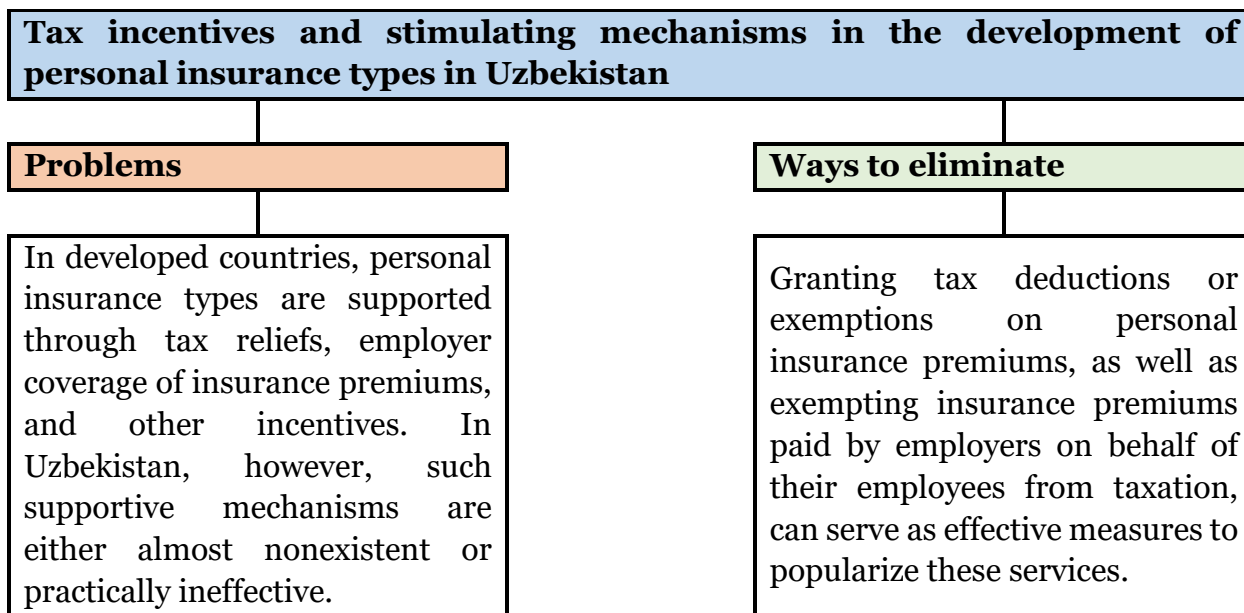 Tax incentives and stimulating mechanisms in the development of
personal insurance types in Uzbekistan
Problems
In developed countries, personal
insurance types are supported
through tax reliefs, employer
coverage of insurance premiums,
and other incentives. In
Uzbekistan, however, such
supportive mechanisms are
either almost nonexistent or
practically ineffective.
Ways to eliminate
Granting tax deductions or
exemptions on personal
insurance premiums, as well as
exempting insurance premiums
paid by employers on behalf of
their employees from taxation,
can serve as effective measures to
popularize these services.